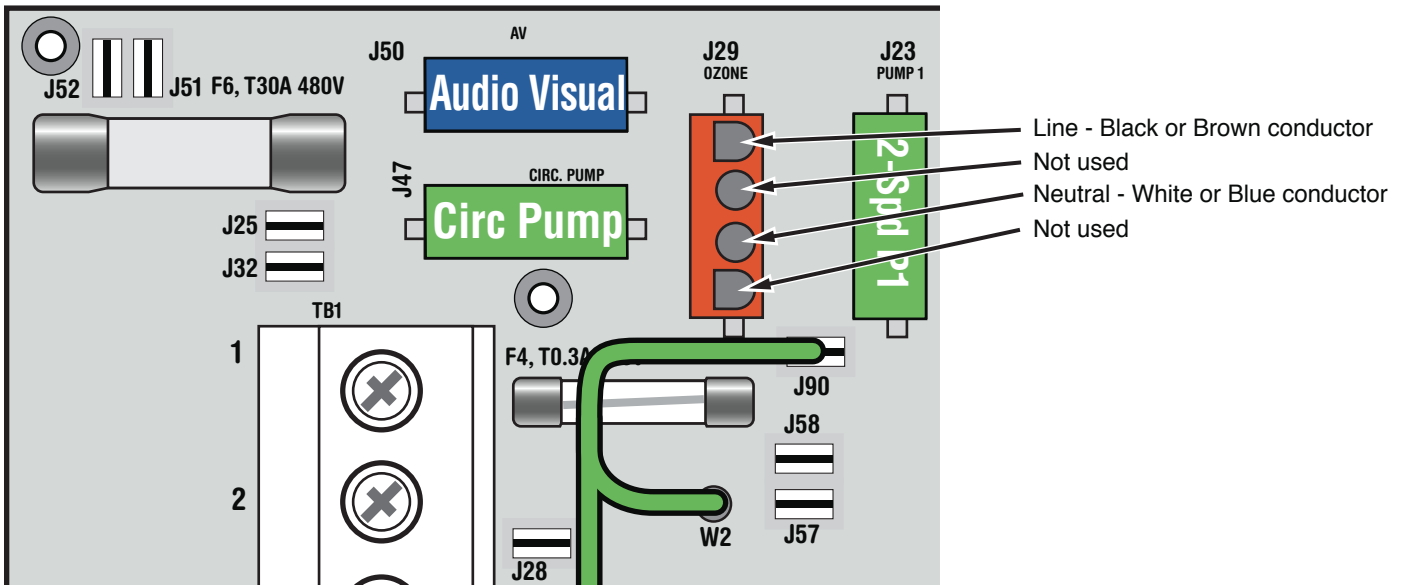 AV
J50
J29
OZONE
J23
PUMP 1
J52
J51 F6, T30A 480V
Audio Visual
Line - Black or Brown conductor
Not used
Neutral - White or Blue conductor
Not used
J47
CIRC. PUMP
Circ Pump
2-Spd P1
J25
J32
TB1
1
F4, T0.3A
J90
J58
2
W2
J57
J28